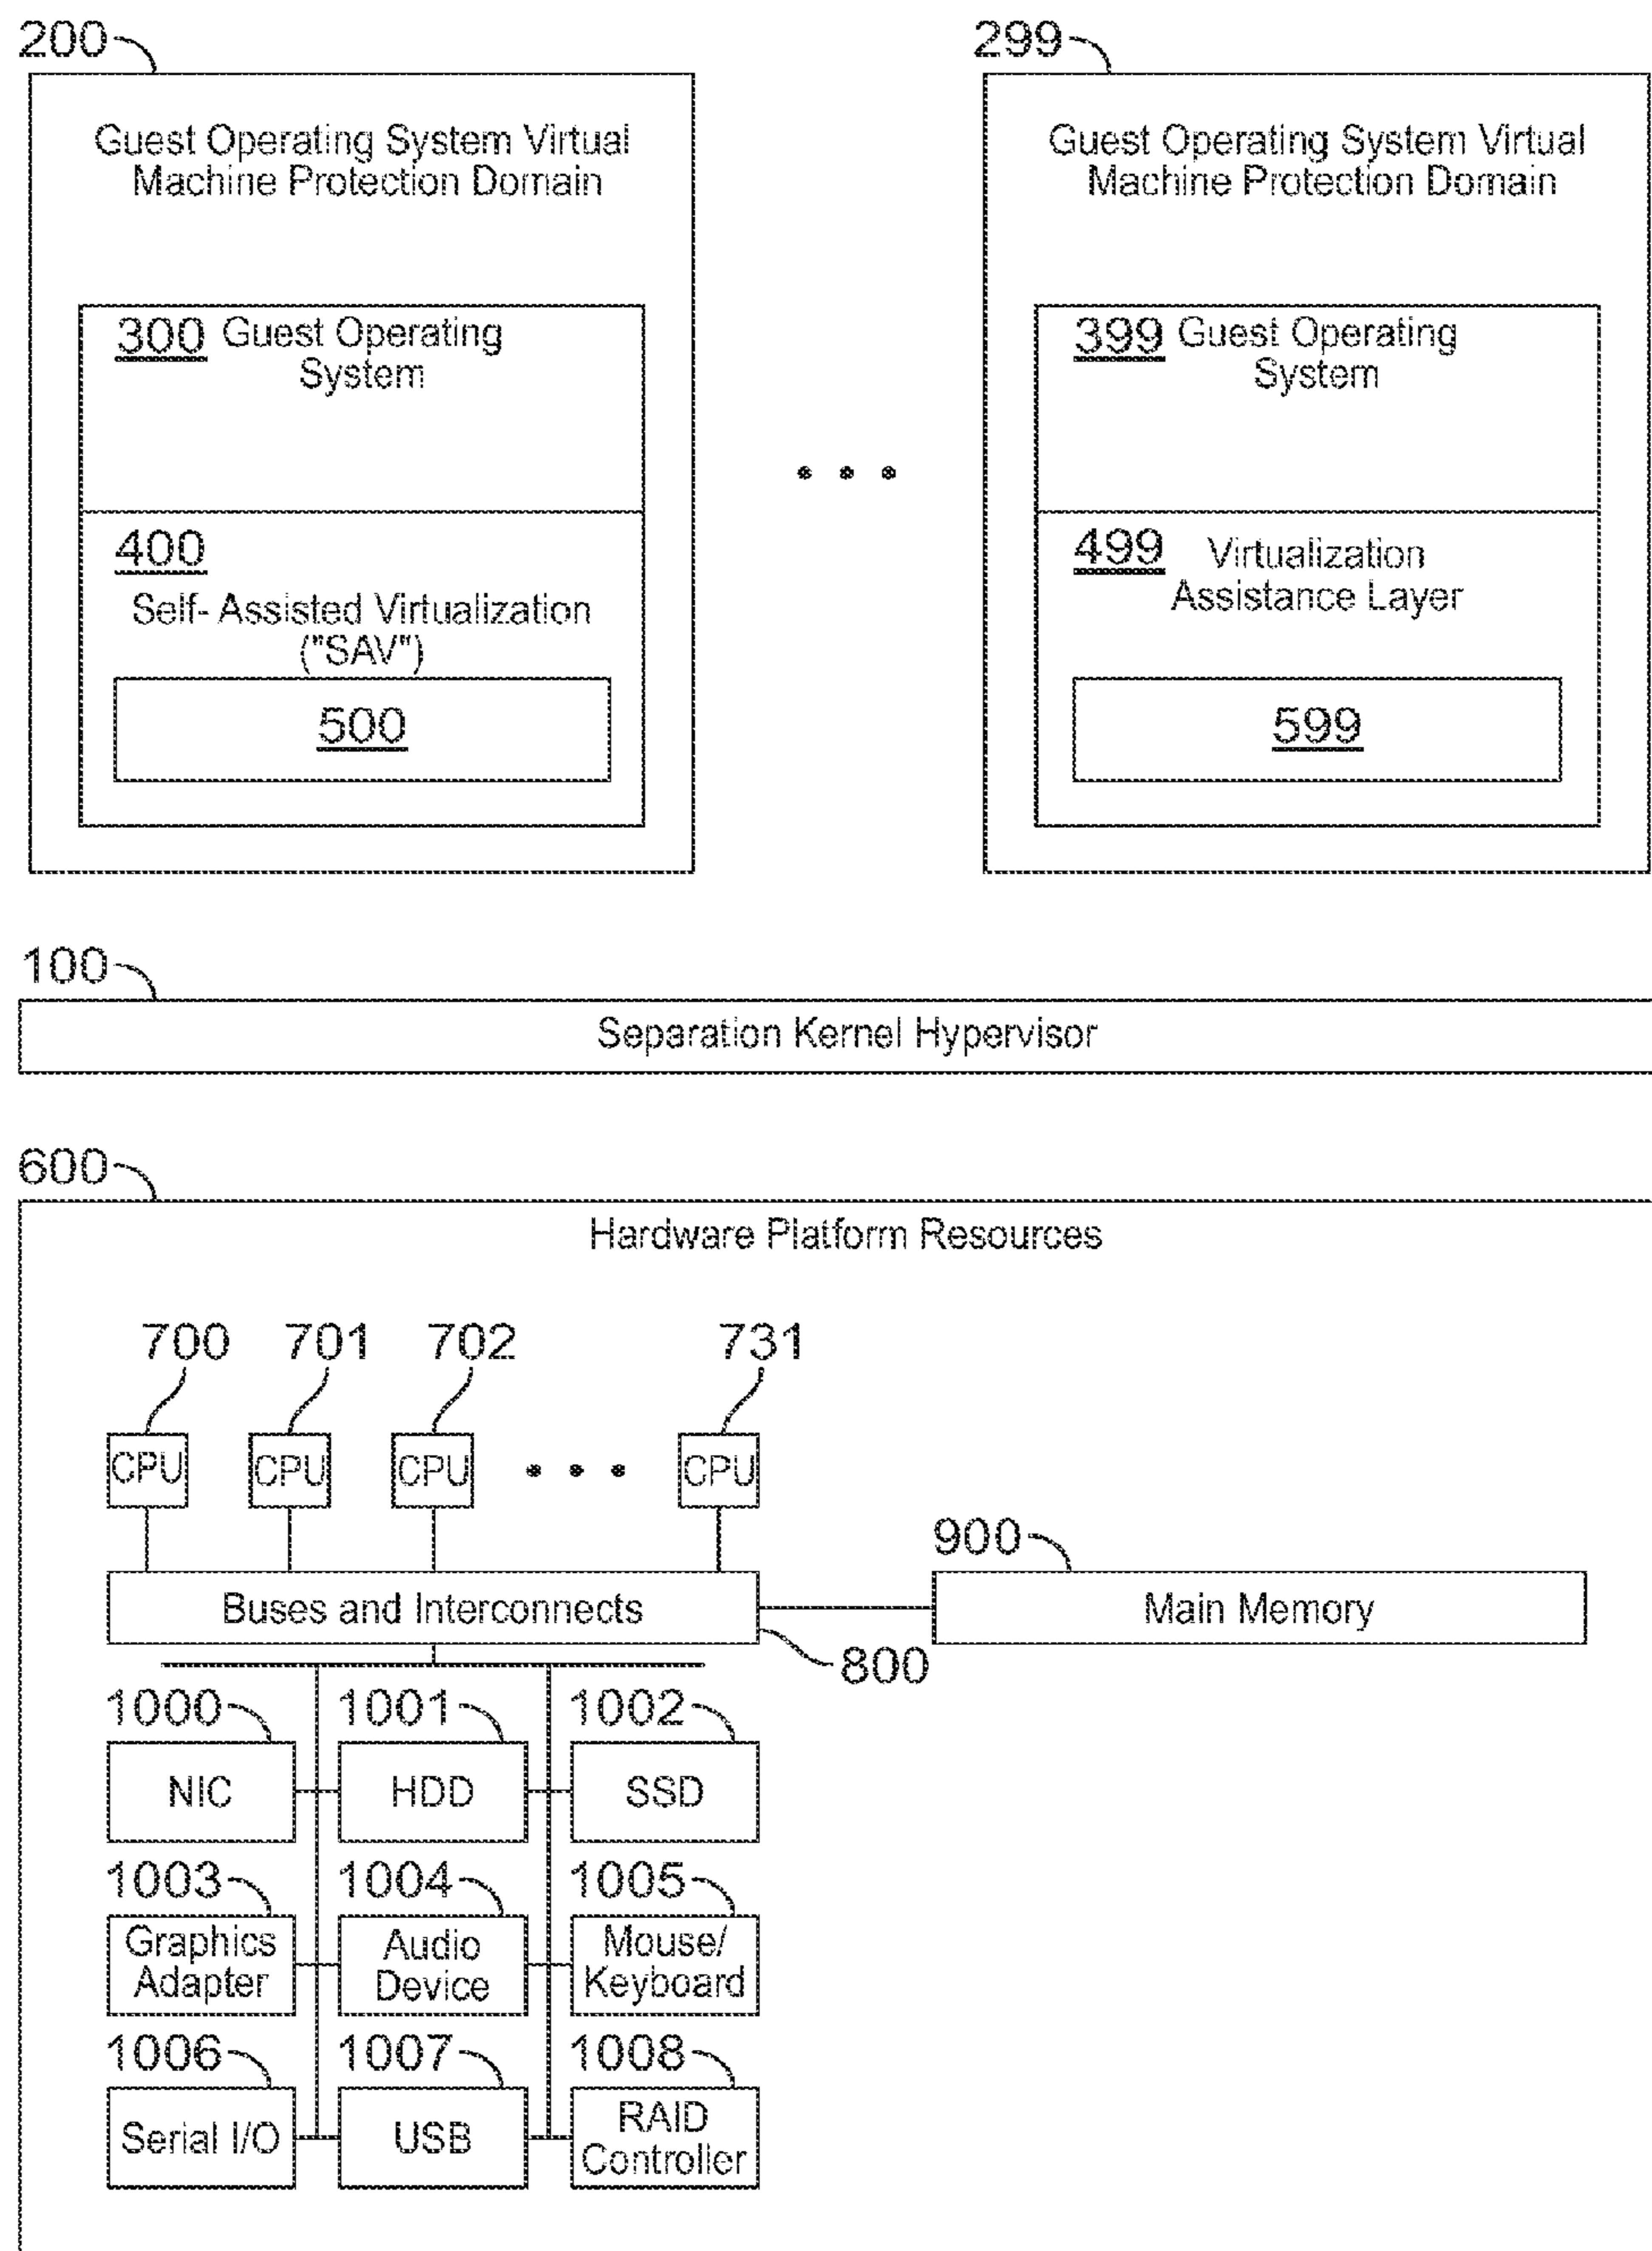 200
299
Guest Operating System Virtual
Machine Protection Domain
Guest Operating System Virtual
Machine Protection Domain
300 Guest Operating
System
399 Guest Operating
System
400
Self- Assisted Virtualization
("SAV")
500
499 Virtualization
Assistance Layer
599
100
Separation Kernel Hypervisor
600
Hardware Platform Resources
700
701
702
731
CPU
CPU
CPU
CPU
900
Buses and Interconnects
Main Memory
800
1000
1001
1002
NIC
HDD
SSD
1003
1004
1005
Graphics
Adapter
Audio
Device
Mouse/
Keyboard
1006
1007
1008
Serial I/O
USB
RAID
Controller